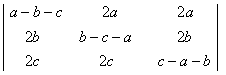 | a − b − c   2a   2a |
| 2b   b − c − a   2b |
| 2c   2c   c − a − b |